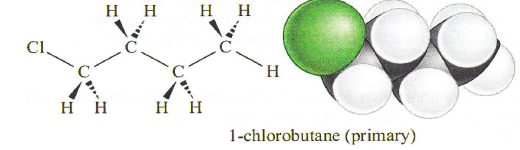 H H H H
Cl C C
C C H
H H H H
1-chlorobutane (primary)